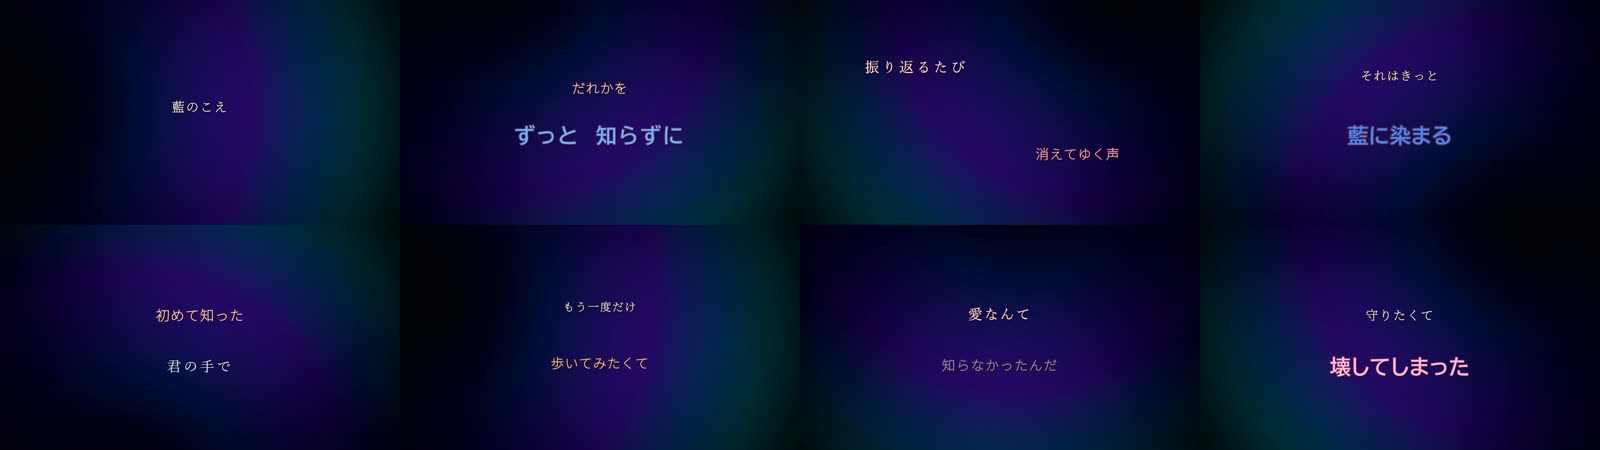 藍のこえ
だれかを
ずっと 知らずに
振り返るたび
消えてゆく声
それはきっと
藍に染まる
初めて知った
君の手で
もう一度だけ
歩いてみたくて
愛なんて
知らなかったんだ
守りたくて
壊してしまった